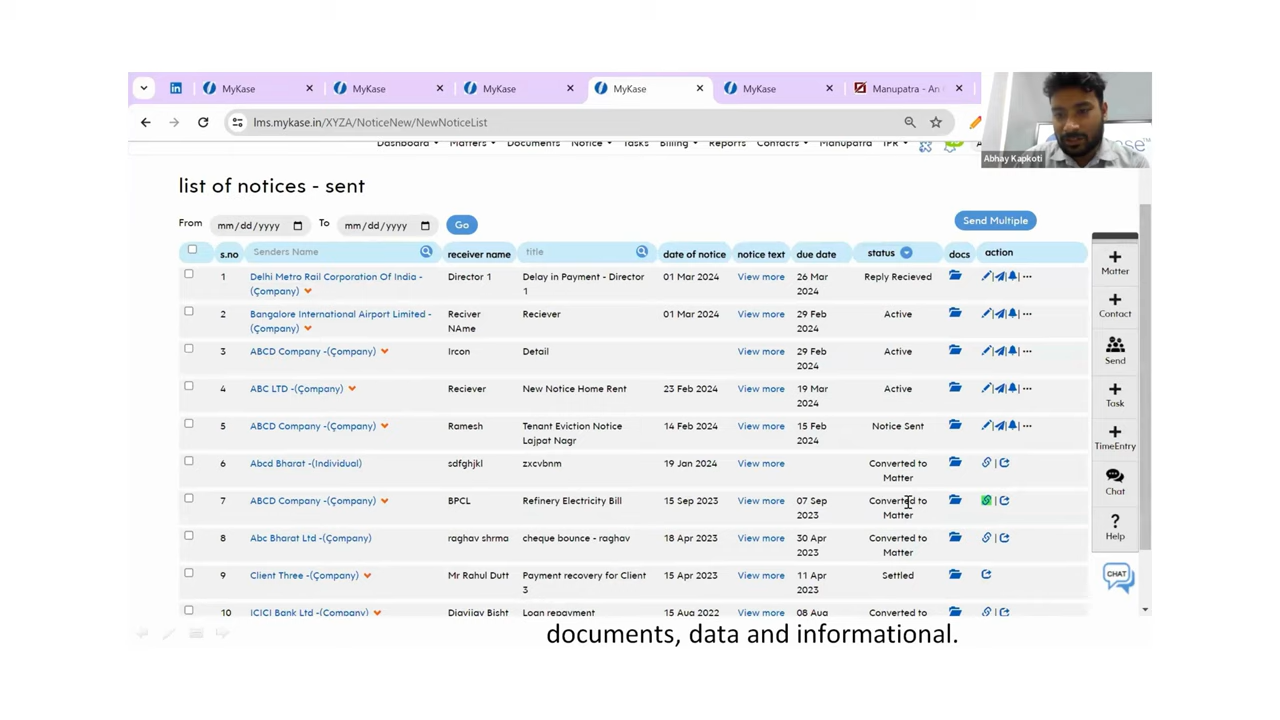 MyKase
MyKase
MyKase
MyKase
MyKase
Manupatra - An
lms.mykase.in/XYZA/NoticeNew/NewNoticeList
Abhay Kapkoti
Dashboard Matters Documents Notice Tasks Billing Reports Contacts Manupatra IPR
list of notices - sent
From mm/dd/yyyy To mm/dd/yyyy Go
Send Multiple
s.no Senders Name receiver name title date of notice notice text due date status docs action
1 Delhi Metro Rail Corporation Of India - Director 1 Delay in Payment - Director 01 Mar 2024 View more 26 Mar Reply Recieved
(Company) 1 2024
2 Bangalore International Airport Limited - Reciver Reciever 01 Mar 2024 View more 29 Feb Active
(Company) NAme 2024
3 ABCD Company -(Company) Ircon Detail View more 29 Feb Active
2024
4 ABC LTD -(Company) Reciever New Notice Home Rent 23 Feb 2024 View more 19 Mar Active
2024
5 ABCD Company -(Company) Ramesh Tenant Eviction Notice 14 Feb 2024 View more 15 Feb Notice Sent
Lajpat Nagr 2024
6 Abcd Bharat -(Individual) sdfghjkl zxcvbnm 19 Jan 2024 View more Converted to
Matter
7 ABCD Company -(Company) BPCL Refinery Electricity Bill 15 Sep 2023 View more 07 Sep Converted to
2023 Matter
8 Abc Bharat Ltd -(Company) raghav shrma cheque bounce - raghav 18 Apr 2023 View more 30 Apr Converted to
2023 Matter
9 Client Three -(Company) Mr Rahul Dutt Payment recovery for Client 15 Apr 2023 View more 11 Apr Settled
3 2023
10 ICICI Bank Ltd -(Company) Digvijay Bisht Loan repayment 15 Aug 2022 View more 08 Aug Converted to
Matter
Contact
Send
Task
TimeEntry
Chat
Help
CHAT
documents, data and informational.